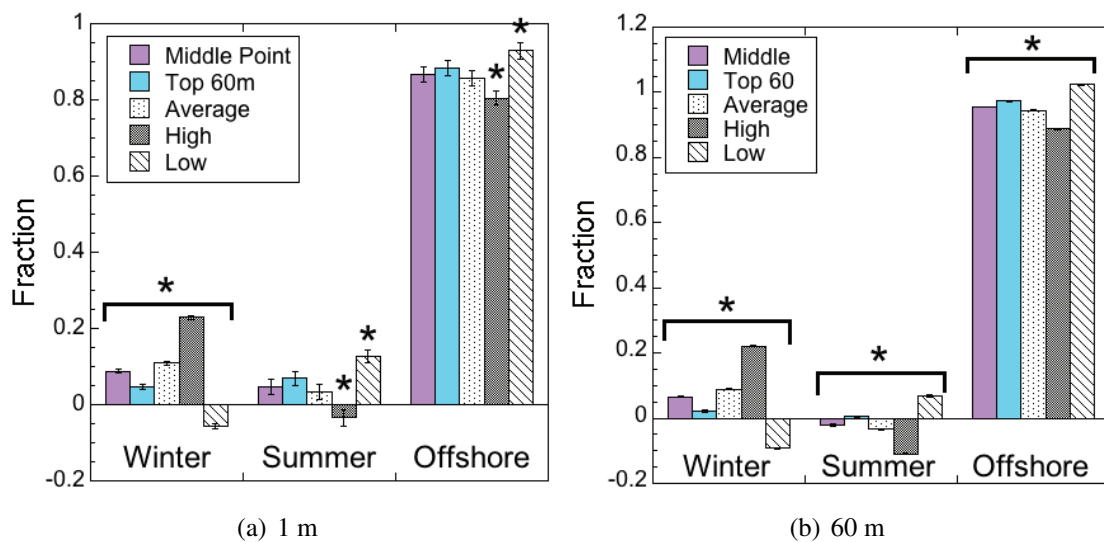 1
0.8
0.6
0.4
0.2
0
-0.2
Fraction
Middle Point
Top 60m
Average
High
Low
*
*
*
*
*
Winter
Summer
Offshore
(a) 1 m
1.2
1
0.8
0.6
0.4
0.2
0
-0.2
Fraction
Middle
Top 60
Average
High
Low
*
*
*
Winter
Summer
Offshore
(b) 60 m